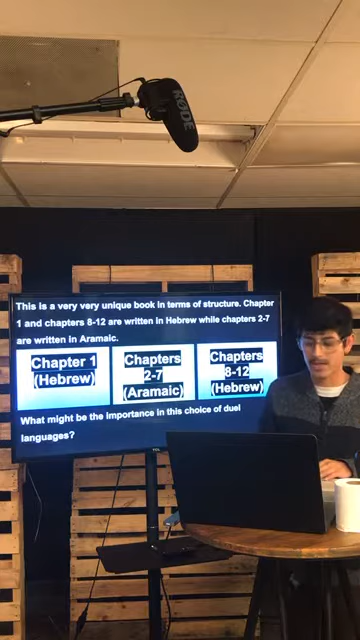 RØDE
This is a very very unique book in terms of structure. Chapter
1 and chapters 8-12 are written in Hebrew while chapters 2-7
are written in Aramaic.
Chapter 1
(Hebrew)
Chapters
2-7
(Aramaic)
Chapters
8-12
(Hebrew)
What might be the importance in this choice of duel
languages?
TCL